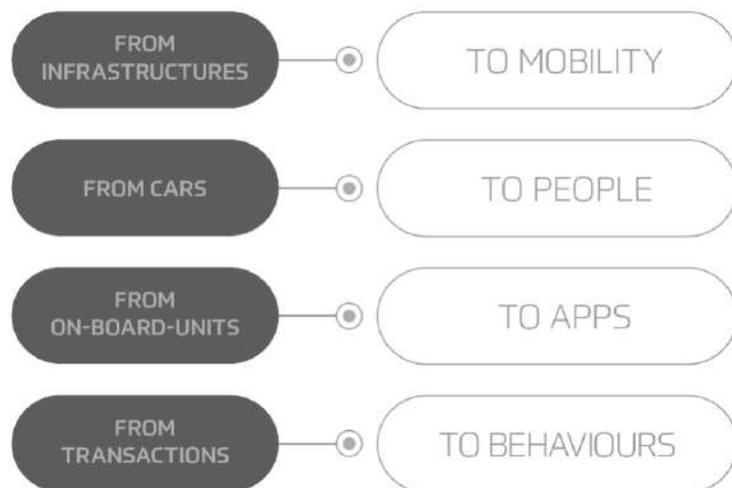 FROM
INFRASTRUCTURES
TO MOBILITY
FROM CARS
TO PEOPLE
FROM
ON-BOARD-UNITS
TO APPS
FROM
TRANSACTIONS
TO BEHAVIOURS